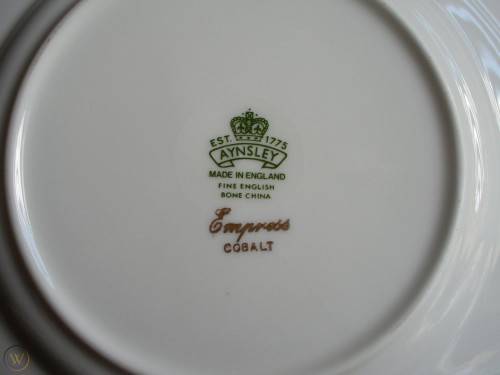 EST. 1775
AYNSLEY
MADE IN ENGLAND
FINE ENGLISH
BONE CHINA
Empress
COBALT
W